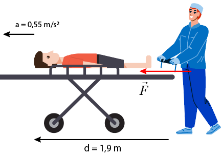 a = 0,55 m/s²
F
d = 1,9 m